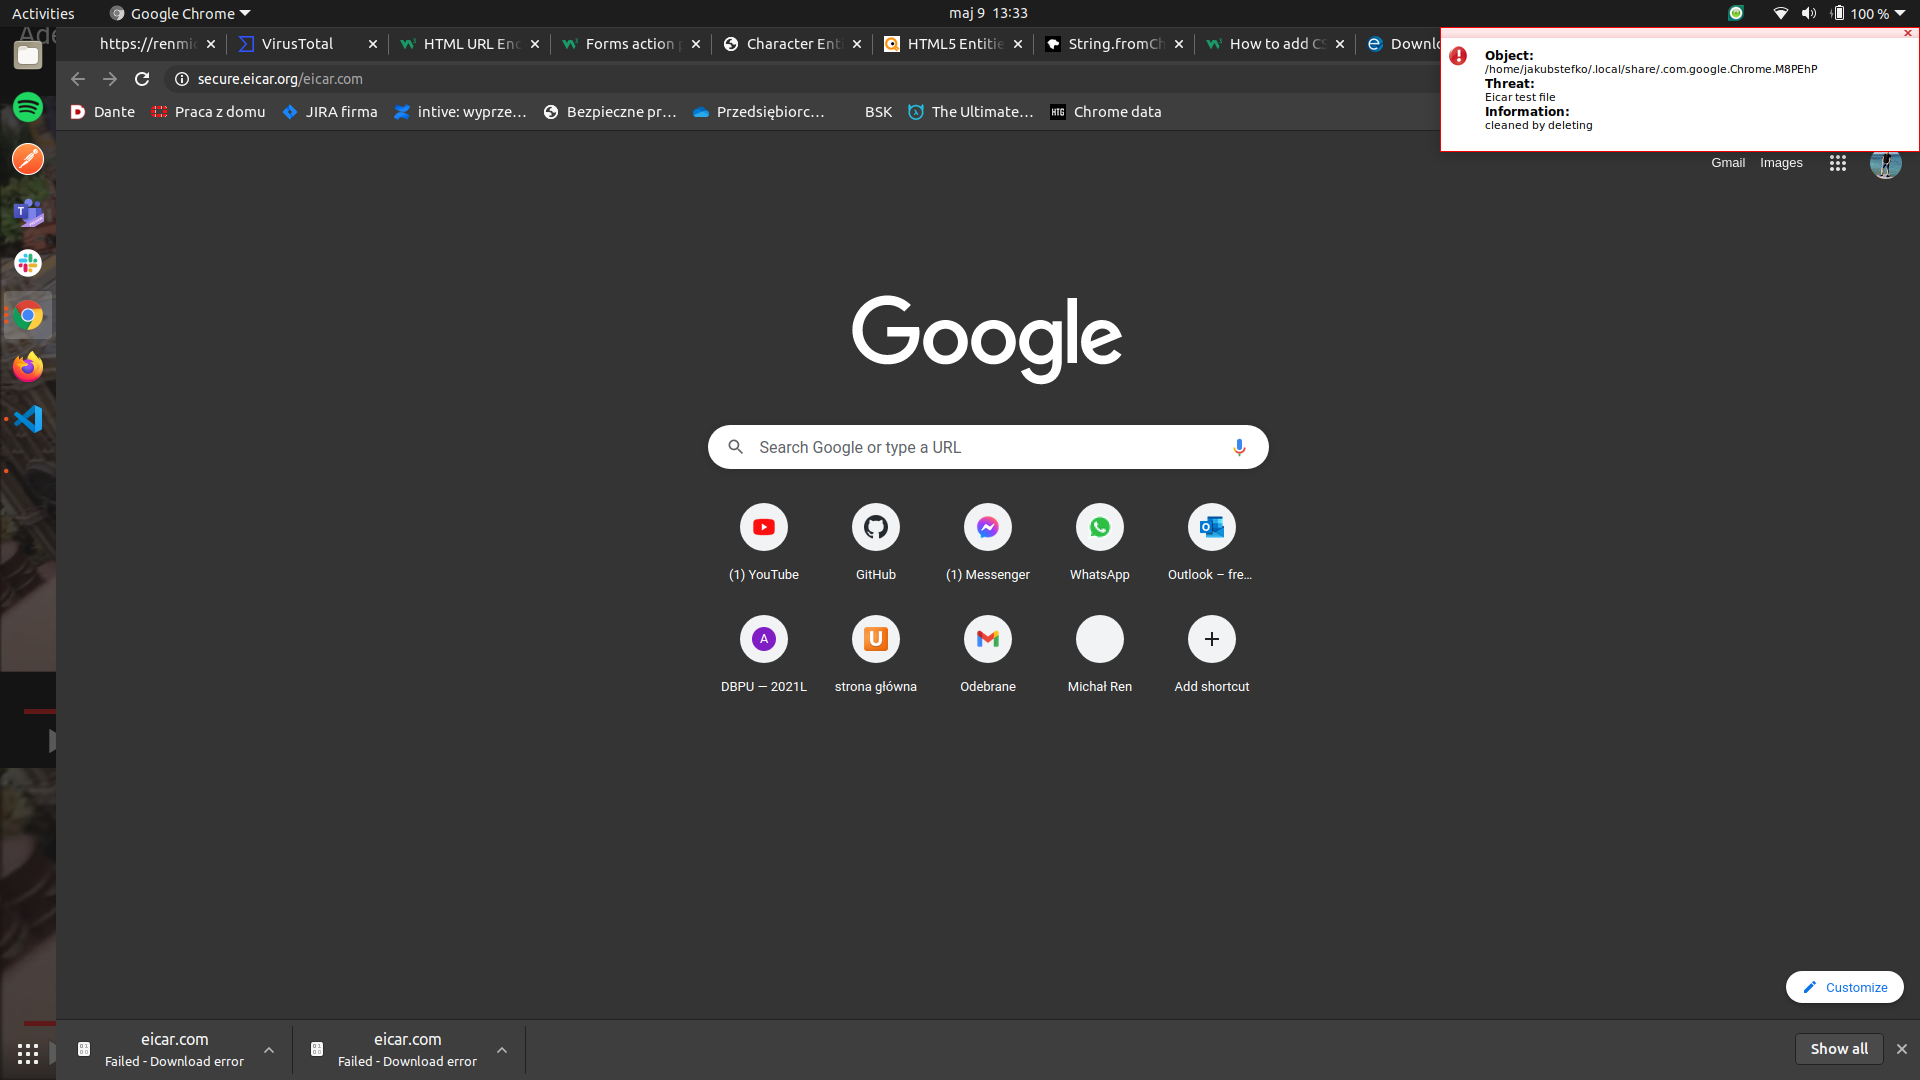 Activities
Google Chrome
maj 9 13:33
100 %
https://renmi
VirusTotal
HTML URL Enc
Forms action p
Character Ent
HTML5 Entitie
String.fromCh
How to add CS
Downlo
secure.eicar.org/eicar.com
Dante
Praca z domu
JIRA firma
intive: wyprze...
Bezpieczne pr...
Przedsiębiorc...
BSK
The Ultimate...
HTG
Chrome data
Object:
/home/jakubstefko/.local/share/.com.google.Chrome.M8PEhP
Threat:
Eicar test file
Information:
cleaned by deleting
Gmail
Images
Google
Search Google or type a URL
(1) YouTube
GitHub
(1) Messenger
WhatsApp
Outlook – fre...
A
U
DBPU — 2021L
strona główna
Odebrane
Michał Ren
Add shortcut
Customize
eicar.com
Failed - Download error
eicar.com
Failed - Download error
Show all